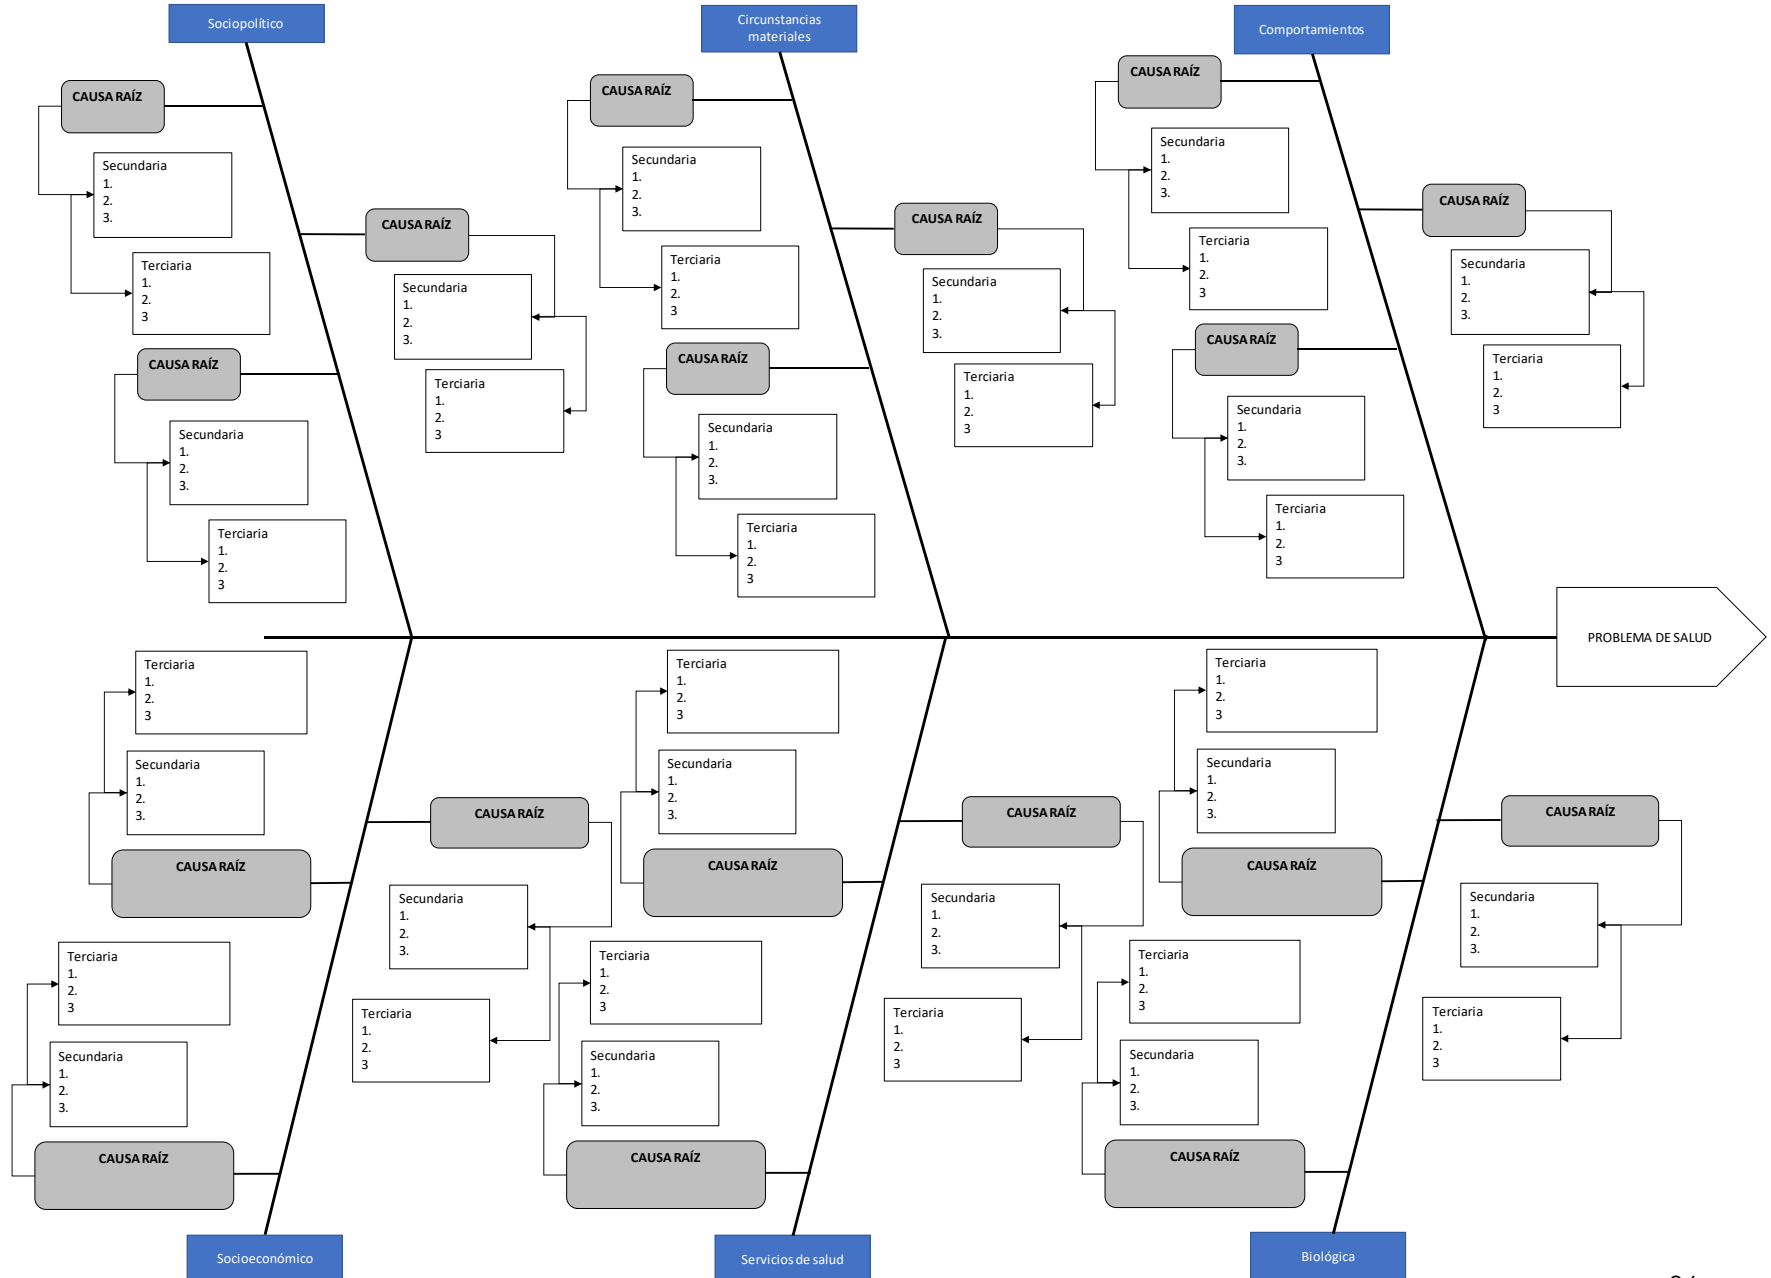 Sociopolítico
Circunstancias
materiales
Comportamientos
CAUSA RAÍZ
Secundaria
1.
2.
3.
Terciaria
1.
2.
3
CAUSA RAÍZ
Secundaria
1.
2.
3.
Terciaria
1.
2.
3
CAUSA RAÍZ
Secundaria
1.
2.
3.
Terciaria
1.
2.
3
CAUSA RAÍZ
Secundaria
1.
2.
3.
Terciaria
1.
2.
3
CAUSA RAÍZ
Secundaria
1.
2.
3.
Terciaria
1.
2.
3
CAUSA RAÍZ
Secundaria
1.
2.
3.
Terciaria
1.
2.
3
CAUSA RAÍZ
Secundaria
1.
2.
3.
Terciaria
1.
2.
3
CAUSA RAÍZ
Secundaria
1.
2.
3.
Terciaria
1.
2.
3
CAUSA RAÍZ
Secundaria
1.
2.
3.
Terciaria
1.
2.
3
PROBLEMA DE SALUD
Terciaria
1.
2.
3
Secundaria
1.
2.
3.
CAUSA RAÍZ
CAUSA RAÍZ
Secundaria
1.
2.
3.
Terciaria
1.
2.
3
Terciaria
1.
2.
3
Secundaria
1.
2.
3.
CAUSA RAÍZ
Terciaria
1.
2.
3
Secundaria
1.
2.
3.
CAUSA RAÍZ
CAUSA RAÍZ
Secundaria
1.
2.
3.
Terciaria
1.
2.
3
Terciaria
1.
2.
3
Secundaria
1.
2.
3.
CAUSA RAÍZ
Terciaria
1.
2.
3
Secundaria
1.
2.
3.
CAUSA RAÍZ
CAUSA RAÍZ
Secundaria
1.
2.
3.
Terciaria
1.
2.
3
Terciaria
1.
2.
3
Secundaria
1.
2.
3.
CAUSA RAÍZ
Socioeconómico
Servicios de salud
Biológica